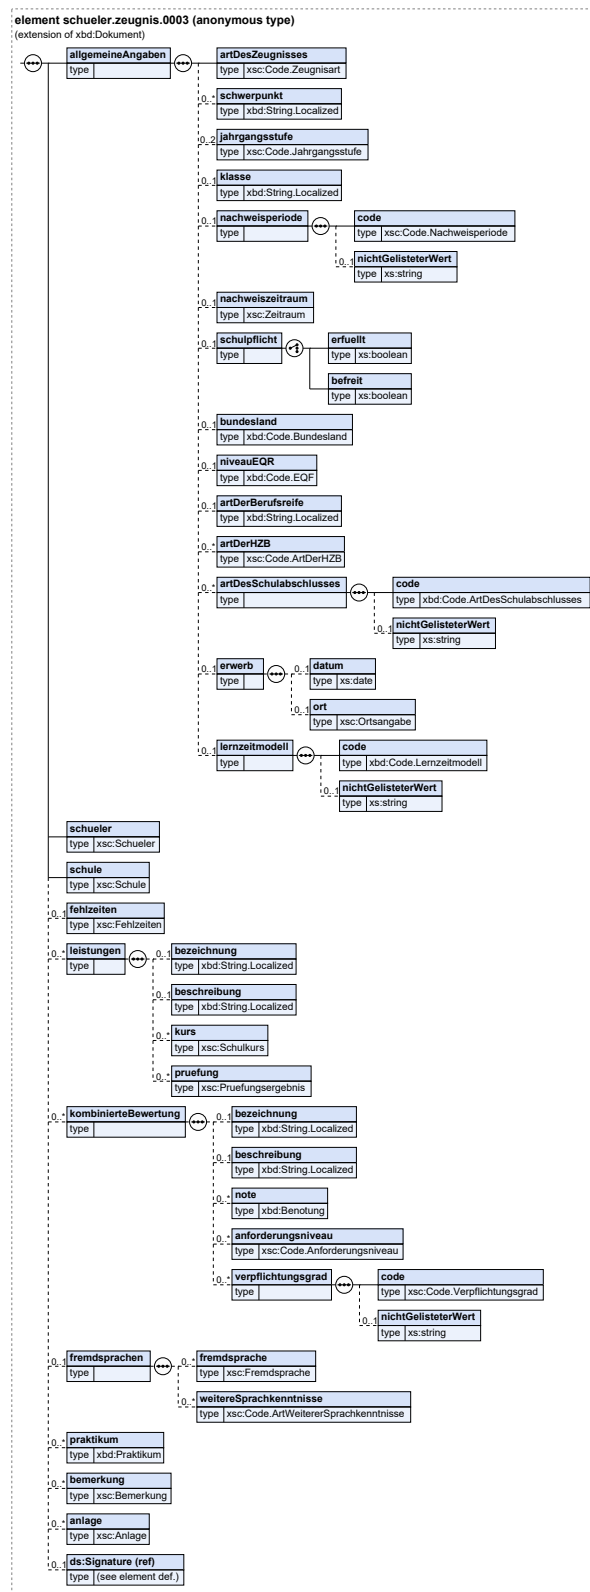 element schueler.zeugnis.0003 (anonymous type)
(extension of xbd:Dokument)
allgemeineAngaben
type
artDesZeugnisses
type xsc:Code.Zeugnisart
0..* schwerpunkt
type xbd:String.Localized
0..2 jahrgangsstufe
type xsc:Code.Jahrgangsstufe
0..1 klasse
type xbd:String.Localized
0..1 nachweisperiode
type
code
type xsc:Code.Nachweisperiode
0..1 nichtGelisteterWert
type xs:string
0..1 nachweiszeitraum
type xsc:Zeitraum
0..1 schulpflicht
type
erfuellt
type xs:boolean
befreit
type xs:boolean
0..1 bundesland
type xbd:Code.Bundesland
0..1 niveauEQR
type xbd:Code.EQF
0..1 artDerBerufsreife
type xbd:String.Localized
0..* artDerHZB
type xsc:Code.ArtDerHZB
0..* artDesSchulabschlusses
type
code
type xbd:Code.ArtDesSchulabschlusses
0..1 nichtGelisteterWert
type xs:string
0..1 erwerb
type
0..1 datum
type xs:date
0..1 ort
type xsc:Ortsangabe
0..1 lernzeitmodell
type
code
type xbd:Code.Lernzeitmodell
0..1 nichtGelisteterWert
type xs:string
schueler
type xsc:Schueler
schule
type xsc:Schule
0..1 fehlzeiten
type xsc:Fehlzeiten
0..* leistungen
type
0..1 bezeichnung
type xbd:String.Localized
0..1 beschreibung
type xbd:String.Localized
0..* kurs
type xsc:Schulkurs
0..* pruefung
type xsc:Pruefungsergebnis
0..* kombinierteBewertung
type
0..1 bezeichnung
type xbd:String.Localized
0..1 beschreibung
type xbd:String.Localized
0..* note
type xbd:Benotung
0..* anforderungsniveau
type xsc:Code.Anforderungsniveau
0..* verpflichtungsgrad
type
code
type xsc:Code.Verpflichtungsgrad
0..1 nichtGelisteterWert
type xs:string
0..1 fremdsprachen
type
0..* fremdsprache
type xsc:Fremdsprache
0..* weitereSprachkenntnisse
type xsc:Code.ArtWeitererSprachkenntnisse
0..* praktikum
type xbd:Praktikum
0..* bemerkung
type xsc:Bemerkung
0..* anlage
type xsc:Anlage
0..1 ds:Signature (ref)
type (see element def.)